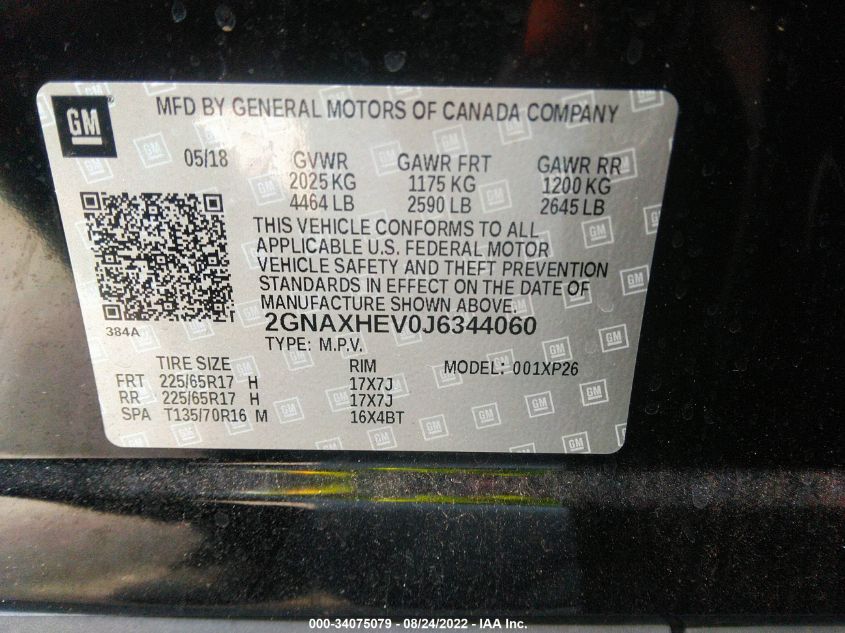 GM
MFD BY GENERAL MOTORS OF CANADA COMPANY
05/18 GVWR GAWR FRT GAWR RR
2025 KG 1175 KG 1200 KG
4464 LB 2590 LB 2645 LB
THIS VEHICLE CONFORMS TO ALL
APPLICABLE U.S. FEDERAL MOTOR
VEHICLE SAFETY AND THEFT PREVENTION
STANDARDS IN EFFECT ON THE DATE OF
MANUFACTURE SHOWN ABOVE.
384A
2GNAXHEV0J6344060
TYPE: M.P.V.
TIRE SIZE RIM MODEL: 001XP26
FRT 225/65R17 H 17X7J
RR 225/65R17 H 17X7J
SPA T135/70R16 M 16X4BT
000-34075079 - 08/24/2022 - IAA Inc.